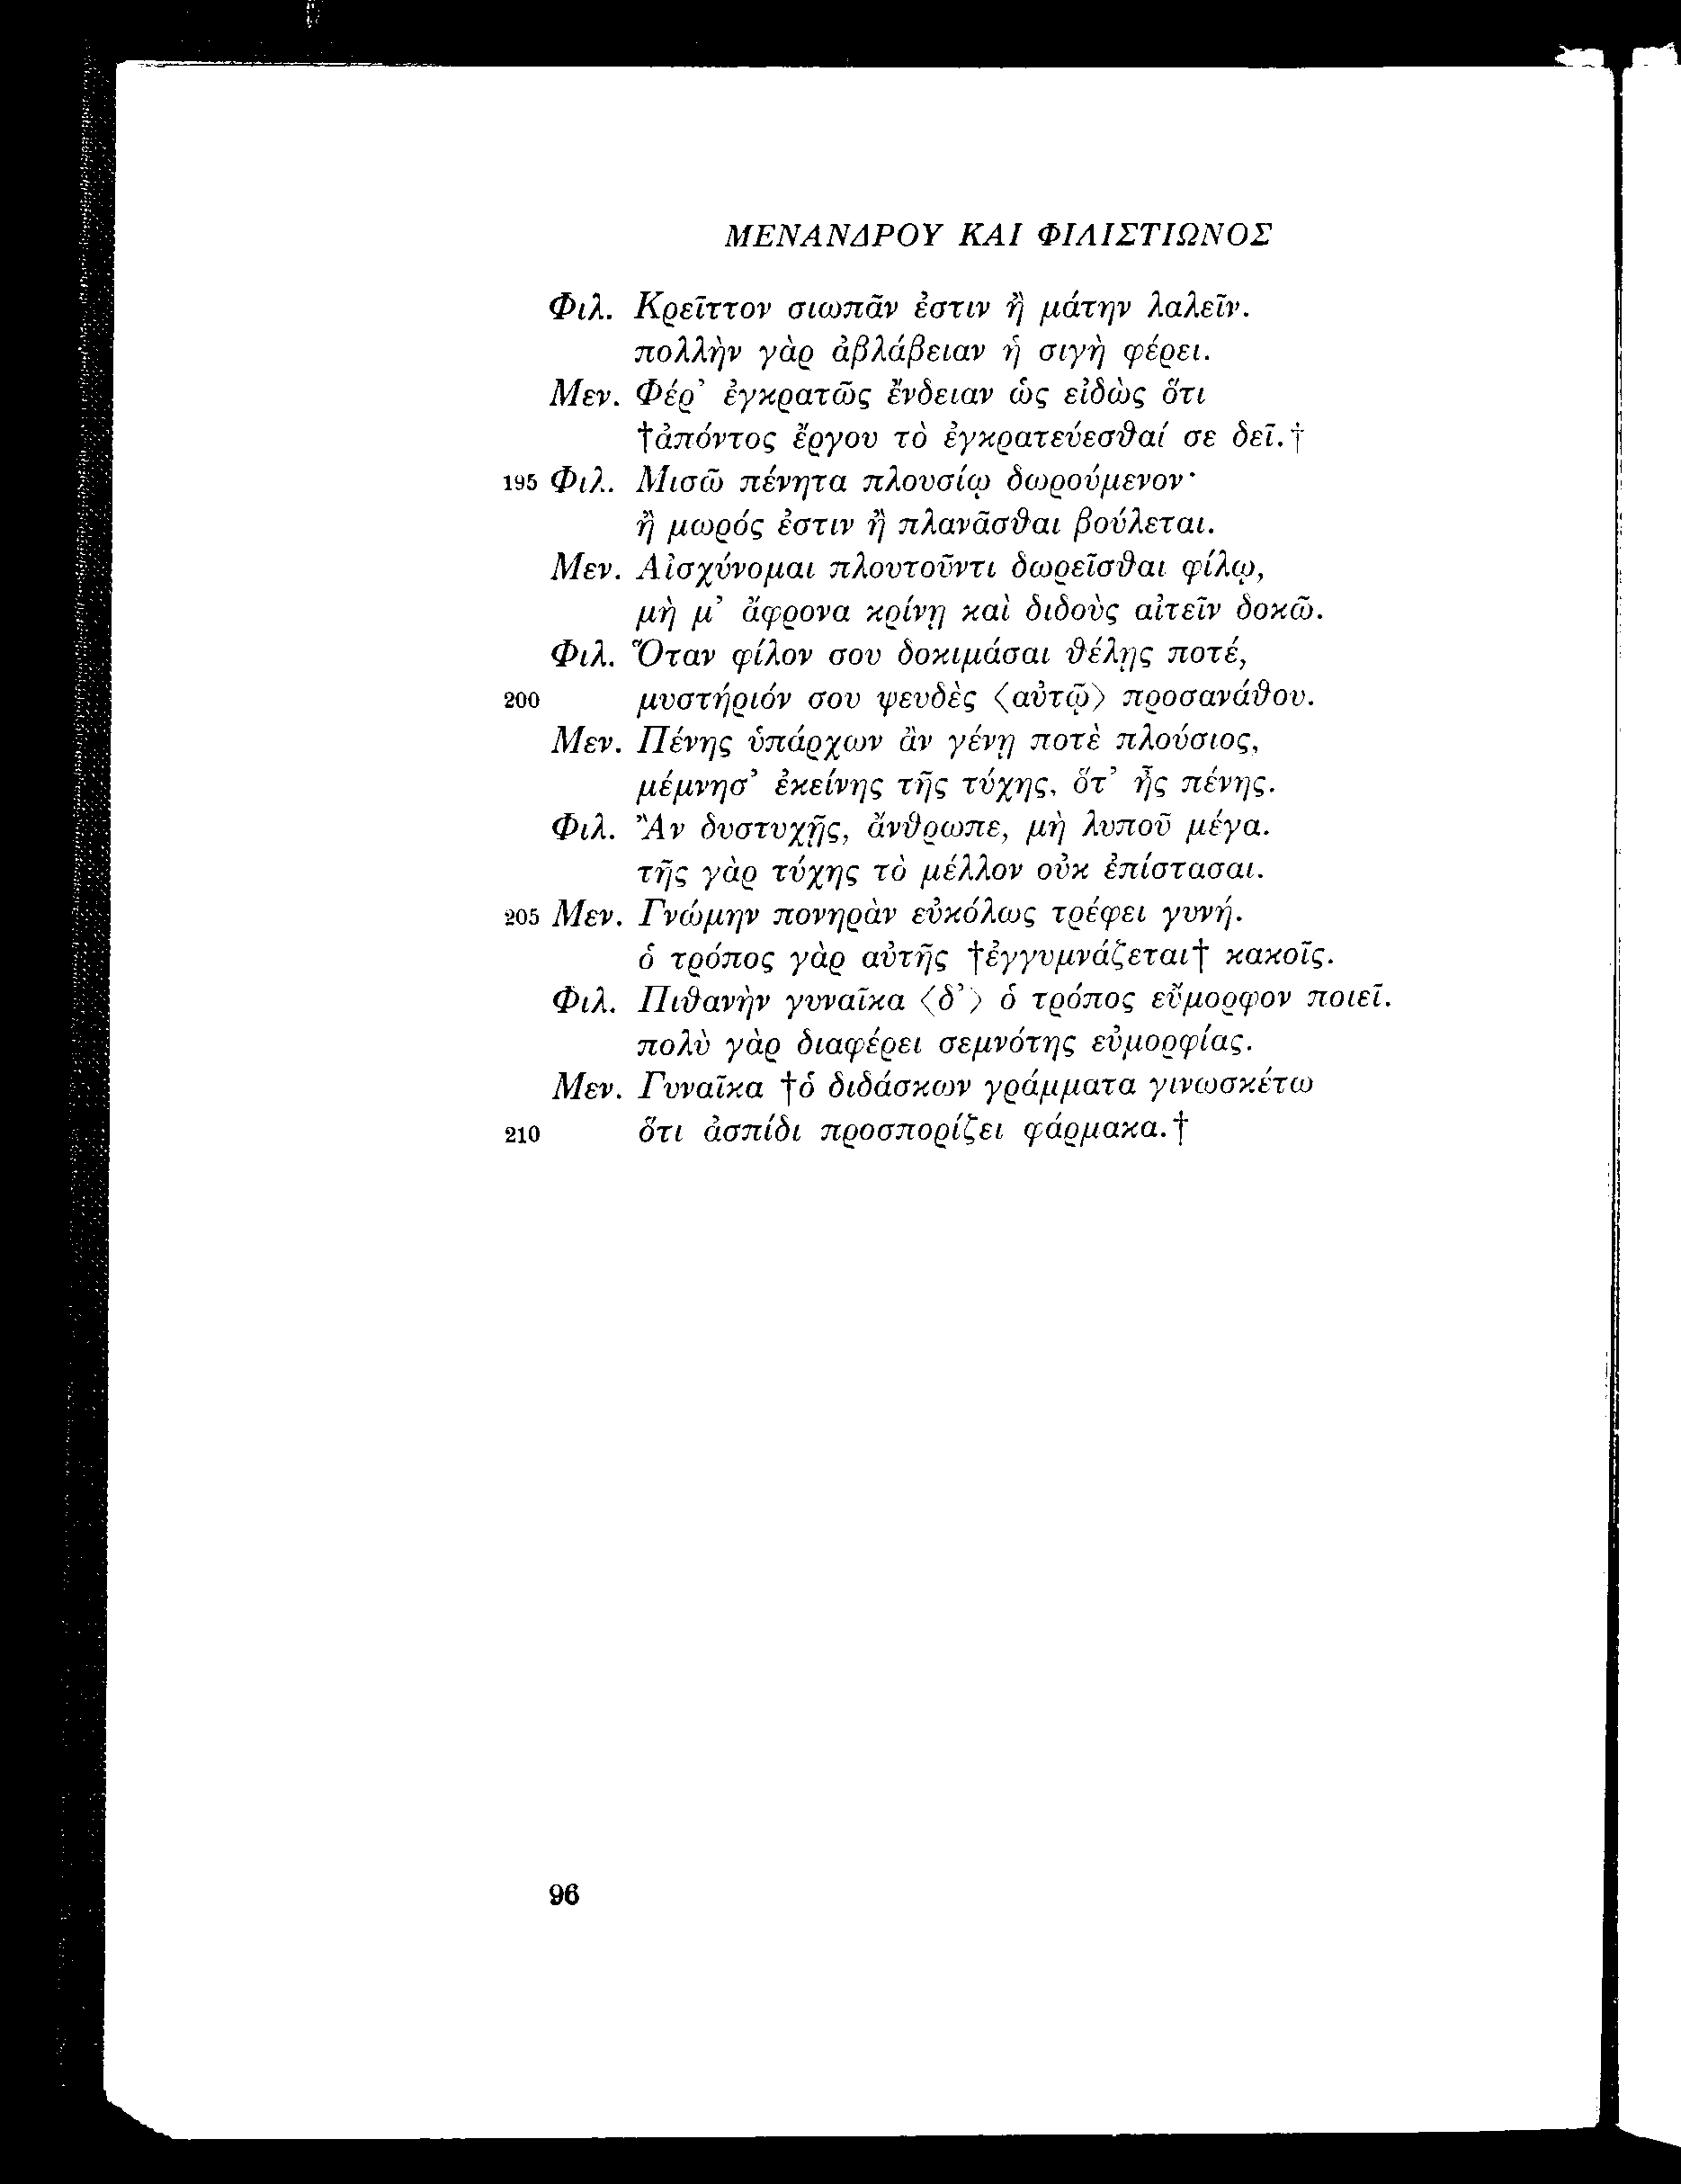 ΜΕΝΑΝΔΡΟΥ ΚΑΙ ΦΙΛΙΣΤΙΩΝΟΣ
Φιλ. Κρεῖττον σιωπᾶν ἐστιν ἢ μάτην λαλεῖν.
πολλὴν γὰρ ἀβλάβειαν ἡ σιγὴ φέρει.
Μεν. Φέρ’ ἐγκρατῶς ἔνδειαν ὡς εἰδὼς ὅτι
†ἀπόντος ἔργου τὸ ἐγκρατεύεσθαί σε δεῖ.†
195 Φιλ. Μισῶ πένητα πλουσίῳ δωρούμενον·
ἢ μωρός ἐστιν ἢ πλανᾶσθαι βούλεται.
Μεν. Αἰσχύνομαι πλουτοῦντι δωρεῖσθαι φίλῳ,
μὴ μ’ ἄφρονα κρίνῃ καὶ διδοὺς αἰτεῖν δοκῶ.
Φιλ. Ὅταν φίλον σου δοκιμάσαι θέλῃς ποτέ,
200 μυστήριόν σου ψευδὲς ⟨αὐτῷ⟩ προσανάθου.
Μεν. Πένης ὑπάρχων ἂν γένῃ ποτὲ πλούσιος,
μέμνησ’ ἐκείνης τῆς τύχης, ὅτ’ ἦς πένης.
Φιλ. Ἂν δυστυχῇς, ἄνθρωπε, μὴ λυποῦ μέγα.
τῆς γὰρ τύχης τὸ μέλλον οὐκ ἐπίστασαι.
205 Μεν. Γνώμην πονηρὰν εὐκόλως τρέφει γυνή.
ὁ τρόπος γὰρ αὐτῆς †ἐγγυμνάζεται† κακοῖς.
Φιλ. Πιθανὴν γυναῖκα ⟨δ’⟩ ὁ τρόπος εὔμορφον ποιεῖ.
πολὺ γὰρ διαφέρει σεμνότης εὐμορφίας.
Μεν. Γυναῖκα †ὁ διδάσκων γράμματα γινωσκέτω
210 ὅτι ἀσπίδι προσπορίζει φάρμακα.†
96